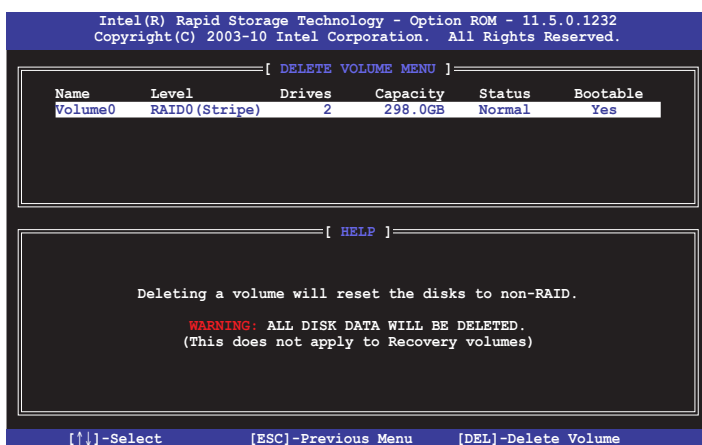 Intel(R) Rapid Storage Technology - Option ROM - 11.5.0.1232
Copyright(C) 2003-10 Intel Corporation. All Rights Reserved.
[ DELETE VOLUME MENU ]
Name Level Drives Capacity Status Bootable
Volume0 RAID0(Stripe) 2 298.0GB Normal Yes
[ HELP ]
Deleting a volume will reset the disks to non-RAID.
WARNING: ALL DISK DATA WILL BE DELETED.
(This does not apply to Recovery volumes)
[↑↓]-Select [ESC]-Previous Menu [DEL]-Delete Volume